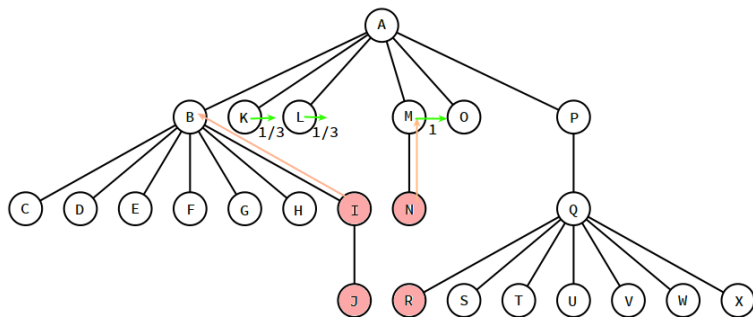 A
B K L M O P
1/3 1/3 1
C D E F G H I N Q
J R S T U V W X